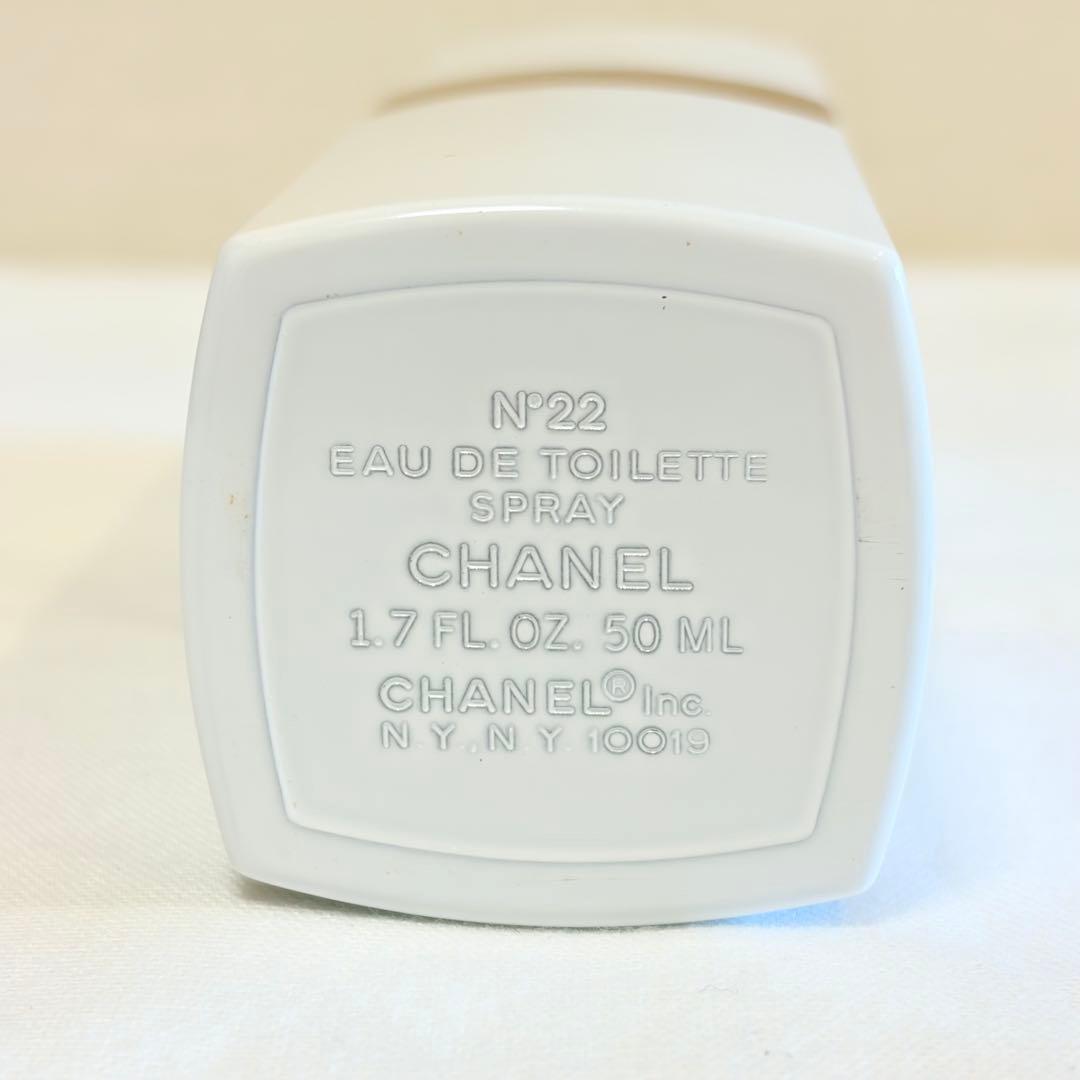 N°22
EAU DE TOILETTE
SPRAY
CHANEL
1.7 FL. OZ. 50 ML
CHANEL® Inc.
N.Y., N.Y. 10019